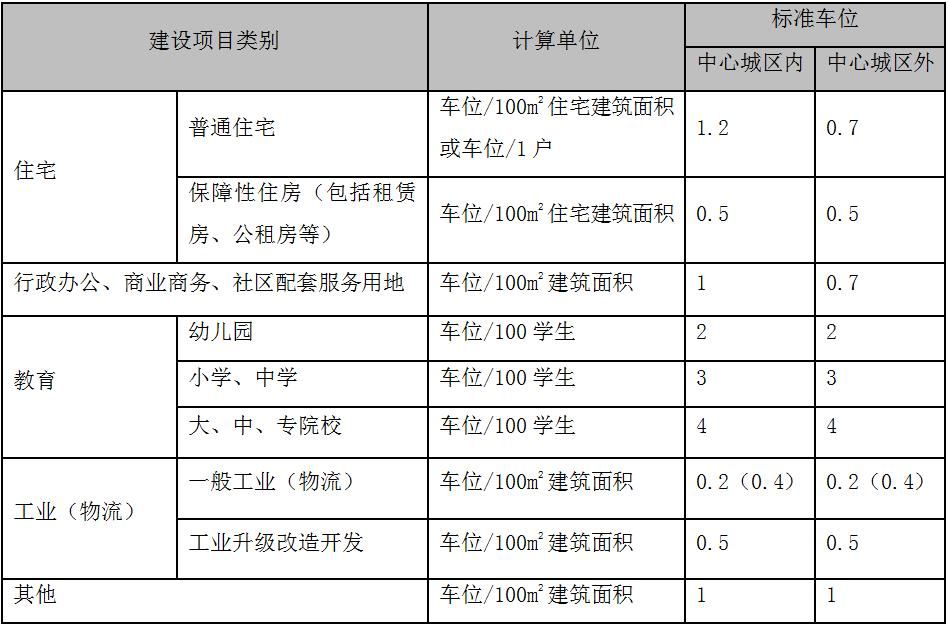 建设项目类别 计算单位 标准车位
中心城区内 中心城区外
住宅 普通住宅 车位/100㎡住宅建筑面积
或车位/1户 1.2 0.7
保障性住房（包括租赁
房、公租房等） 车位/100㎡住宅建筑面积 0.5 0.5
行政办公、商业商务、社区配套服务用地 车位/100㎡建筑面积 1 0.7
教育 幼儿园 车位/100学生 2 2
小学、中学 车位/100学生 3 3
大、中、专院校 车位/100学生 4 4
工业（物流） 一般工业（物流） 车位/100㎡建筑面积 0.2（0.4） 0.2（0.4）
工业升级改造开发 车位/100㎡建筑面积 0.5 0.5
其他 车位/100㎡建筑面积 1 1